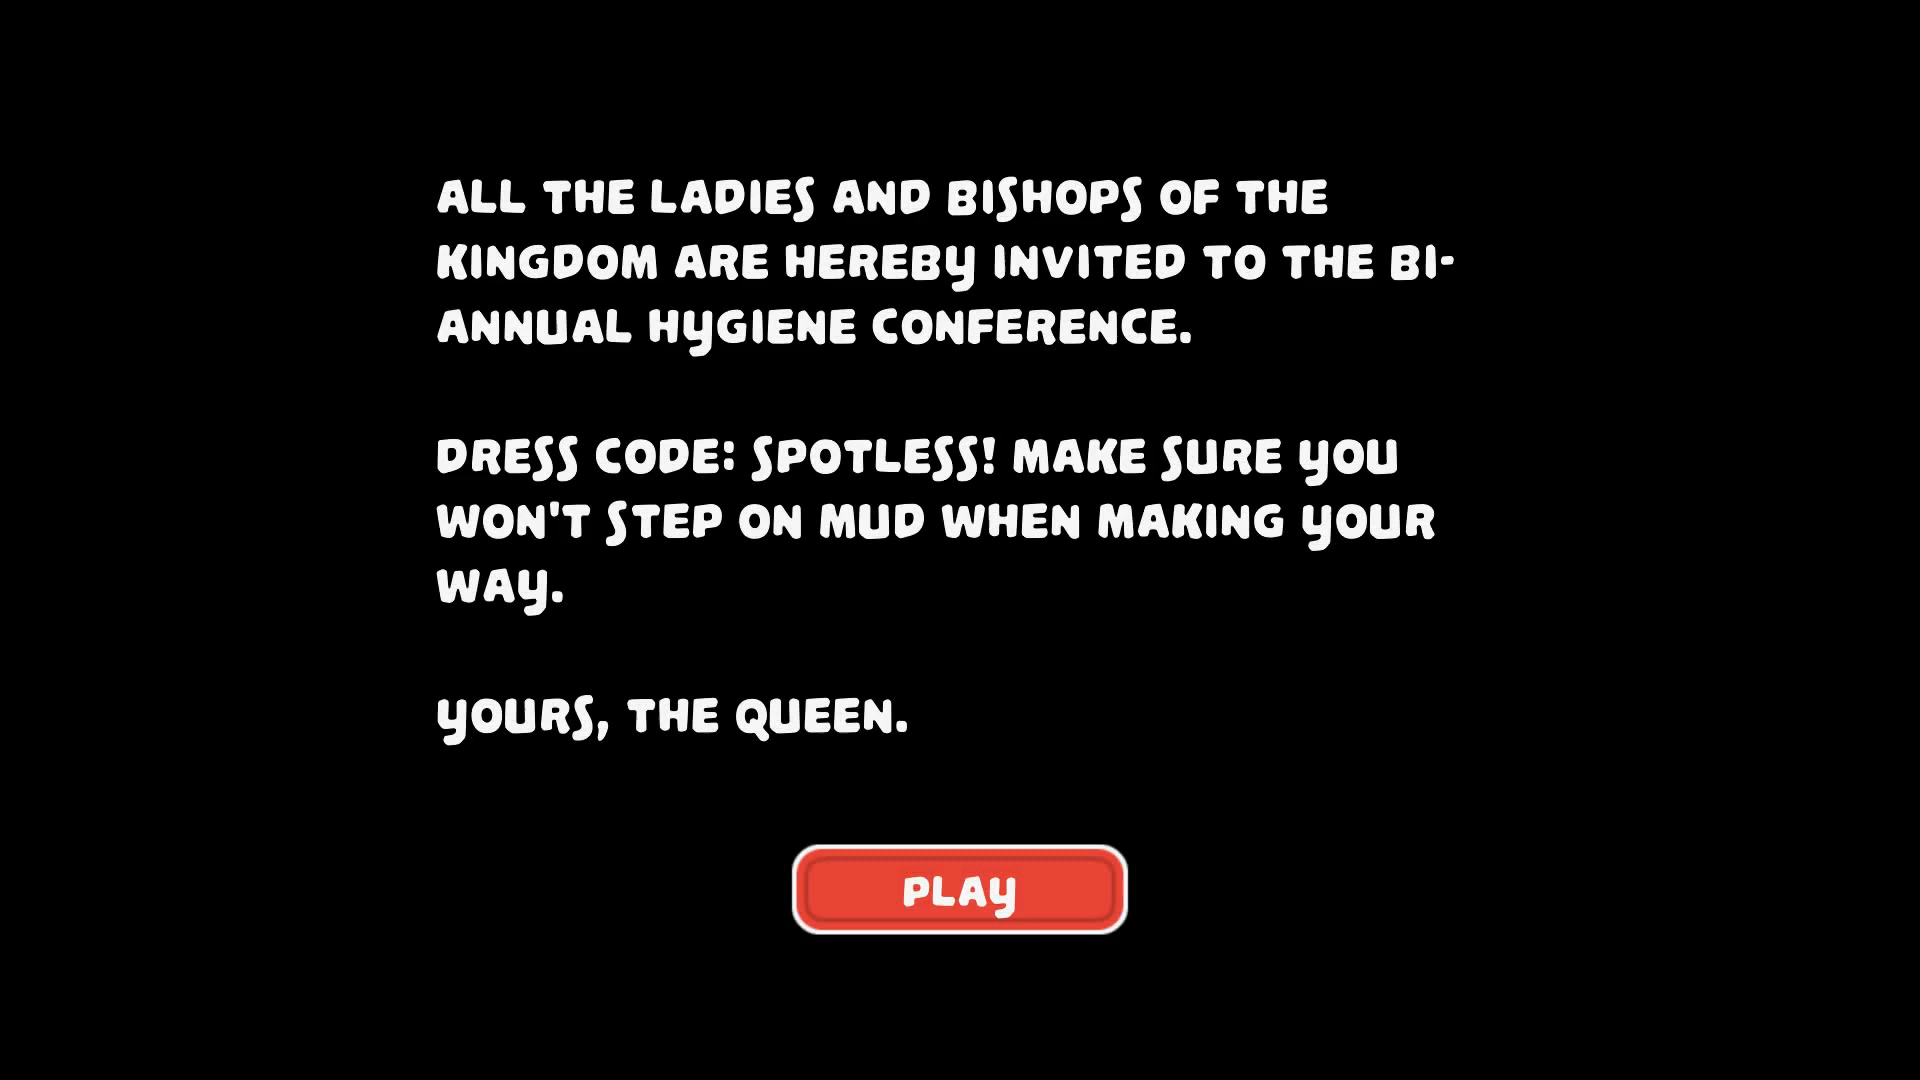 ALL THE LADIES AND BISHOPS OF THE
KINGDOM ARE HEREBY INVITED TO THE BI-
ANNUAL HYGIENE CONFERENCE.
DRESS CODE: SPOTLESS! MAKE SURE YOU
WON'T STEP ON MUD WHEN MAKING YOUR
WAY.
YOURS, THE QUEEN.
PLAY